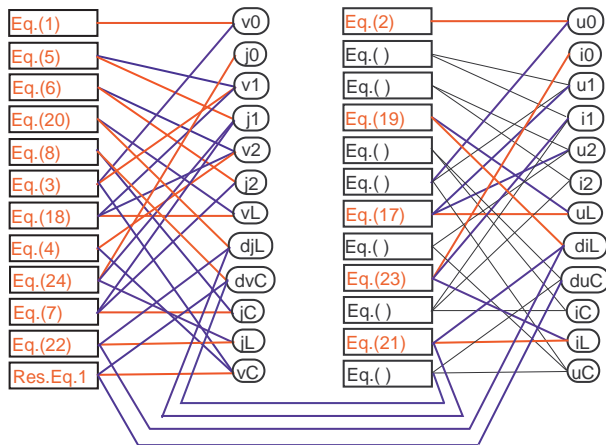 Eq.(1) v0 Eq.(2) u0
Eq.(5) j0 Eq.( ) i0
Eq.(6) v1 Eq.( ) u1
Eq.(20) j1 Eq.(19) i1
Eq.(8) v2 Eq.( ) u2
Eq.(3) j2 Eq.( ) i2
Eq.(18) vL Eq.(17) uL
Eq.(4) djL Eq.( ) diL
Eq.(24) dvC Eq.(23) duC
Eq.(7) jC Eq.( ) iC
Eq.(22) jL Eq.(21) iL
Res.Eq.1 vC Eq.( ) uC